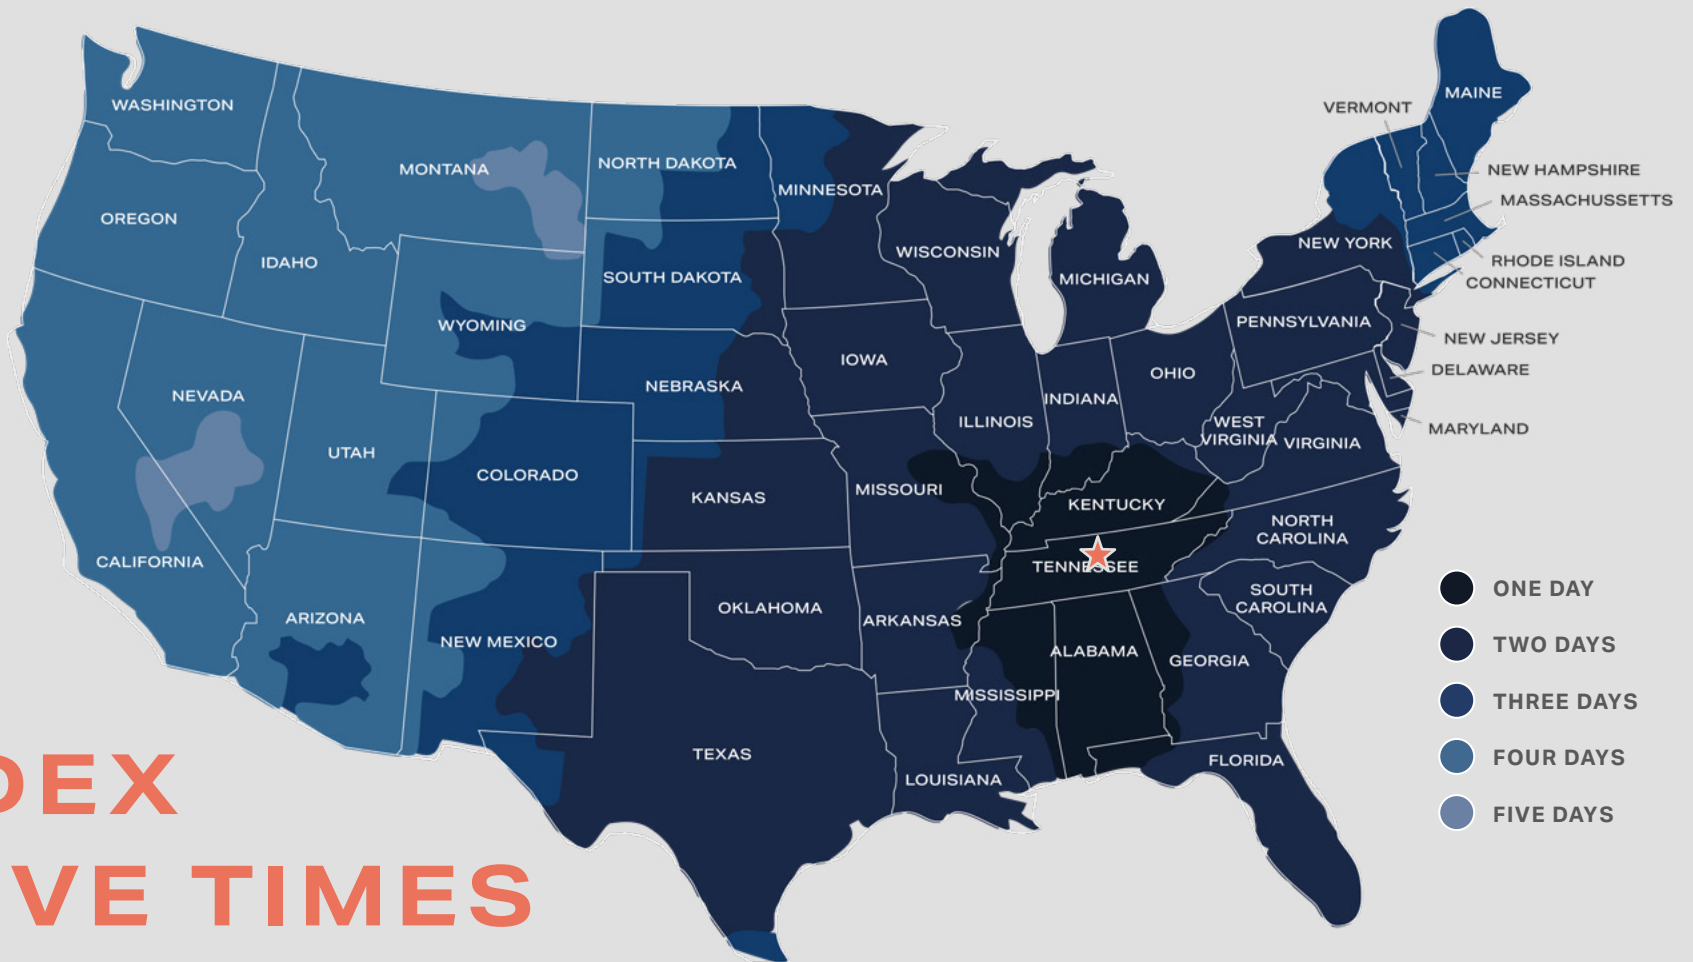 WASHINGTON
OREGON
IDAHO
MONTANA
NORTH DAKOTA
MINNESOTA
SOUTH DAKOTA
WYOMING
NEBRASKA
IOWA
WISCONSIN
MICHIGAN
NEVADA
UTAH
COLORADO
KANSAS
MISSOURI
ILLINOIS
INDIANA
OHIO
PENNSYLVANIA
NEW YORK
VERMONT
MAINE
NEW HAMPSHIRE
MASSACHUSSETTS
RHODE ISLAND
CONNECTICUT
NEW JERSEY
DELAWARE
MARYLAND
WEST
VIRGINIA
VIRGINIA
KENTUCKY
TENNESSEE
NORTH
CAROLINA
SOUTH
CAROLINA
CALIFORNIA
ARIZONA
NEW MEXICO
OKLAHOMA
ARKANSAS
TEXAS
LOUISIANA
MISSISSIPPI
ALABAMA
GEORGIA
FLORIDA
ONE DAY
TWO DAYS
THREE DAYS
FOUR DAYS
FIVE DAYS
DEX
VE TIMES